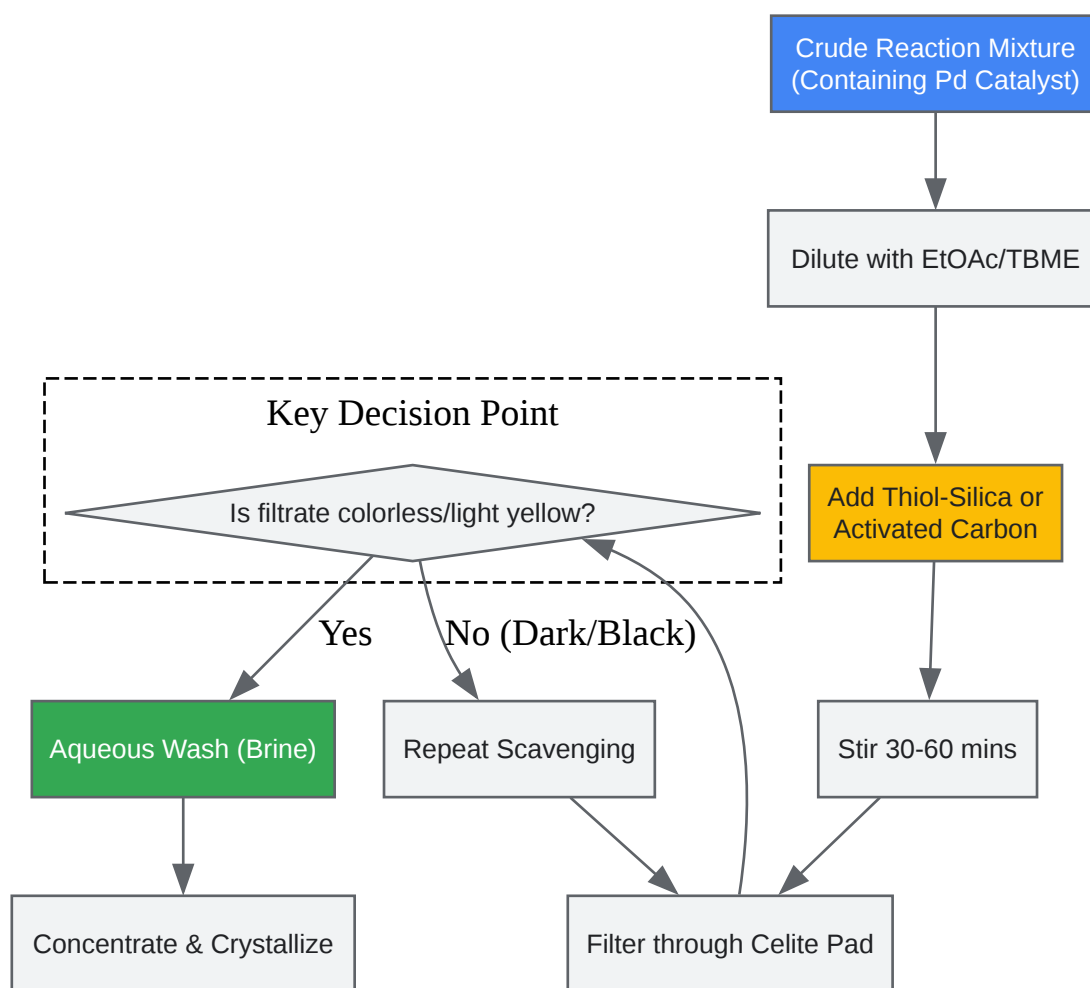 Crude Reaction Mixture
(Containing Pd Catalyst)
Dilute with EtOAc/TBME
Key Decision Point
Is filtrate colorless/light yellow?
Add Thiol-Silica or
Activated Carbon
Yes
No (Dark/Black)
Aqueous Wash (Brine)
Repeat Scavenging
Stir 30-60 mins
Concentrate & Crystallize
Filter through Celite Pad